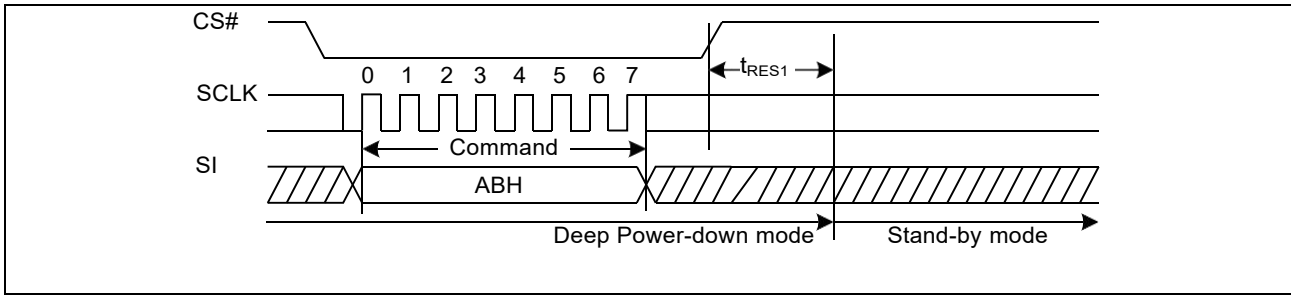 CS#
tRES1
0 1 2 3 4 5 6 7
SCLK
Command
SI
ABH
Deep Power-down mode
Stand-by mode